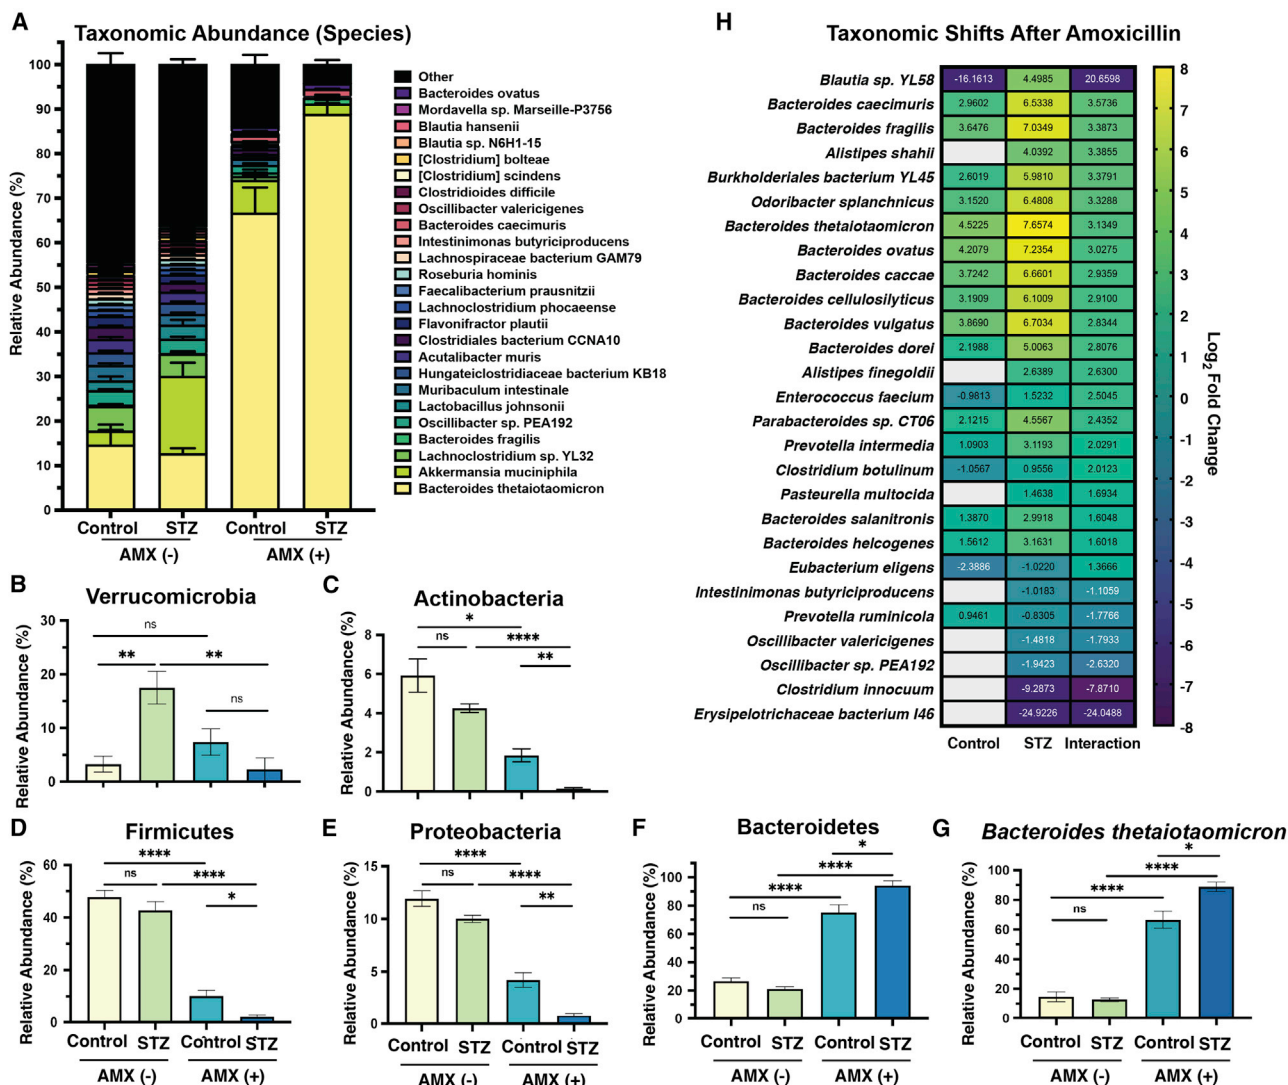 A
Taxonomic Abundance (Species)
Relative Abundance (%)
100
90
80
70
60
50
40
30
20
10
0
Control
STZ
Control
STZ
AMX (-)
AMX (+)
Other
Bacteroides ovatus
Mordavella sp. Marseille-P3756
Blautia hansenii
Blautia sp. N6H1-15
[Clostridium] bolteae
[Clostridium] scindens
Clostridioides difficile
Oscillibacter valericigenes
Bacteroides caecimuris
Intestinimonas butyriciproducens
Lachnospiraceae bacterium GAM79
Roseburia hominis
Faecalibacterium prausnitzii
Lachnoclostridium phocaeense
Flavonifractor plautii
Clostridiales bacterium CCNA10
Acutalibacter muris
Hungateiclostridiaceae bacterium KB18
Muribaculum intestinale
Lactobacillus johnsonii
Oscillibacter sp. PEA192
Bacteroides fragilis
Lachnoclostridium sp. YL32
Akkermansia muciniphila
Bacteroides thetaiotaomicron
H
Taxonomic Shifts After Amoxicillin
Blautia sp. YL58 -16.1613 4.4985 20.6598
Bacteroides caecimuris 2.9602 6.5338 3.5736
Bacteroides fragilis 3.6476 7.0349 3.3873
Alistipes shahii 4.0392 3.3855
Burkholderiales bacterium YL45 2.6019 5.9810 3.3791
Odoribacter splanchnicus 3.1520 6.4808 3.3288
Bacteroides thetaiotaomicron 4.5225 7.6574 3.1349
Bacteroides ovatus 4.2079 7.2354 3.0275
Bacteroides caccae 3.7242 6.6601 2.9359
Bacteroides cellulosilyticus 3.1909 6.1009 2.9100
Bacteroides vulgatus 3.8690 6.7034 2.8344
Bacteroides dorei 2.1988 5.0063 2.8076
Alistipes finegoldii 2.6389 2.6300
Enterococcus faecium -0.9813 1.5232 2.5045
Parabacteroides sp. CT06 2.1215 4.5567 2.4352
Prevotella intermedia 1.0903 3.1193 2.0291
Clostridium botulinum -1.0567 0.9556 2.0123
Pasteurella multocida 1.4638 1.6934
Bacteroides salanitronis 1.3870 2.9918 1.6048
Bacteroides helcogenes 1.5612 3.1631 1.6018
Eubacterium eligens -2.3886 -1.0220 1.3666
Intestinimonas butyriciproducens -1.0183 -1.1059
Prevotella ruminicola 0.9461 -0.8305 -1.7766
Oscillibacter valericigenes -1.4818 -1.7933
Oscillibacter sp. PEA192 -1.9423 -2.6320
Clostridium innocuum -9.2873 -7.8710
Erysipelotrichaceae bacterium I46 -24.9226 -24.0488
Control STZ Interaction
8
7
6
5
4
3
2
1
0
-1
-2
-3
-4
-5
-6
-7
-8
Log2 Fold Change
B
Verrucomicrobia
Relative Abundance (%)
30
20
10
0
ns
**
**
ns
C
Actinobacteria
Relative Abundance (%)
8
6
4
2
0
*
ns
****
**
D
Firmicutes
Relative Abundance (%)
60
40
20
0
****
ns
****
*
Control STZ Control STZ
AMX (-) AMX (+)
E
Proteobacteria
Relative Abundance (%)
15
10
5
0
****
ns
****
**
Control STZ Control STZ
AMX (-) AMX (+)
F
Bacteroidetes
Relative Abundance (%)
100
80
60
40
20
0
*
****
****
ns
Control STZ Control STZ
AMX (-) AMX (+)
G
Bacteroides thetaiotaomicron
Relative Abundance (%)
100
80
60
40
20
0
*
****
****
ns
Control STZ Control STZ
AMX (-) AMX (+)